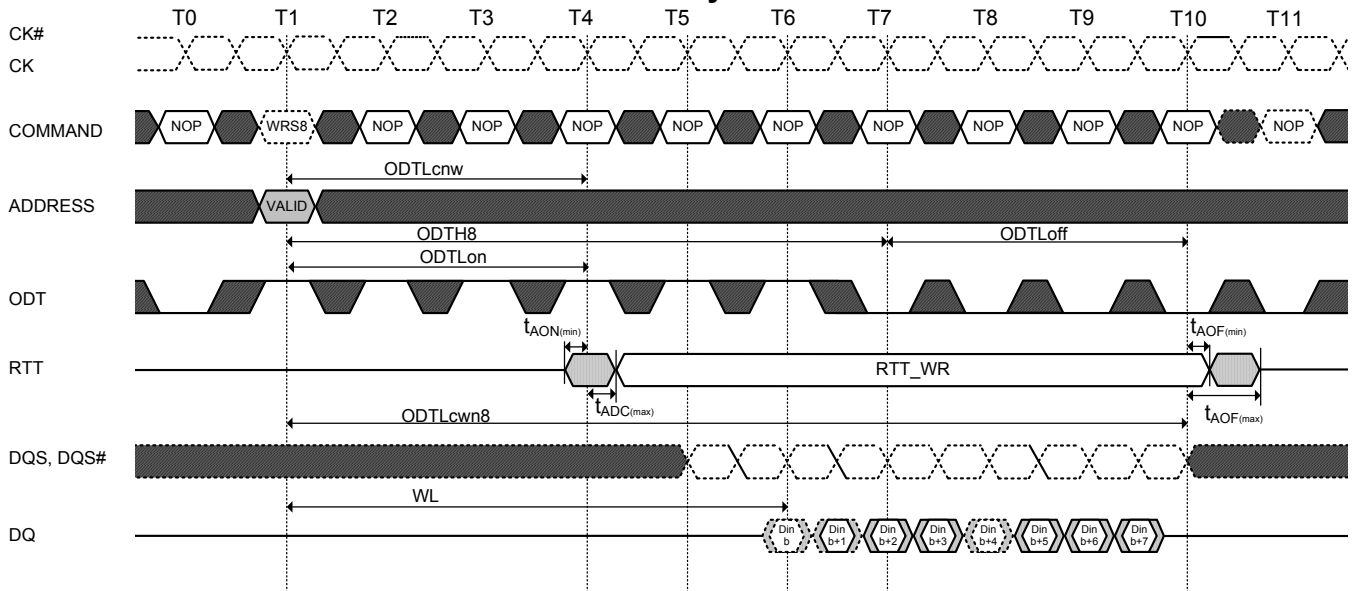 T0 T1 T2 T3 T4 T5 T6 T7 T8 T9 T10 T11
CK#
CK
COMMAND NOP WRS8 NOP NOP NOP NOP NOP NOP NOP NOP NOP NOP
ODTLcnw
ADDRESS VALID
ODTH8 ODTLoff
ODTLon
ODT
tAON(min) tAOF(min)
RTT RTT_WR
tADC(max) tAOF(max)
ODTLcwn8
DQS, DQS#
WL
DQ Din b Din b+1 Din b+2 Din b+3 Din b+4 Din b+5 Din b+6 Din b+7